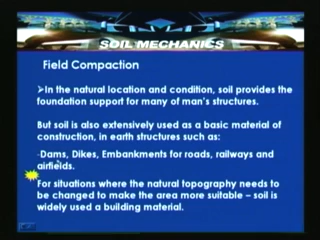 SOIL MECHANICS
Field Compaction
➢In the natural location and condition, soil provides the
foundation support for many of man's structures.
But soil is also extensively used as a basic material of
construction, in earth structures such as:
-Dams, Dikes, Embankments for roads, railways and
airfields.
For situations where the natural topography needs to
be changed to make the area more suitable – soil is
widely used a building material.